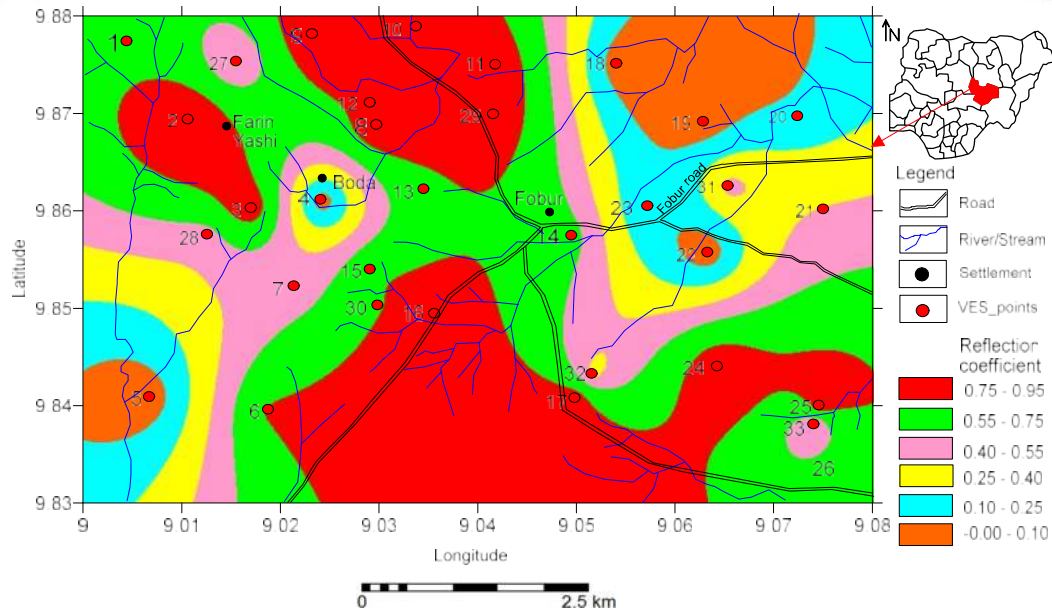 N
9 88
9 87
9 86
9 85
9 84
9 83
Latitude
1
27
9
10
11
18
2
Farin
Yashi
12
8
29
19
20
Boda
4
3
13
Fobur
Fobur road
23
31
21
28
14
22
7
15
30
16
5
6
32
17
24
25
33
26
9
9 01
9 02
9 03
9 04
9 05
9 06
9 07
9 08
Longitude
0
2.5 km
Legend
Road
River/Stream
Settlement
VES_points
Reflection
coefficient
0.75 - 0.95
0.55 - 0.75
0.40 - 0.55
0.25 - 0.40
0.10 - 0.25
-0.00 - 0.10